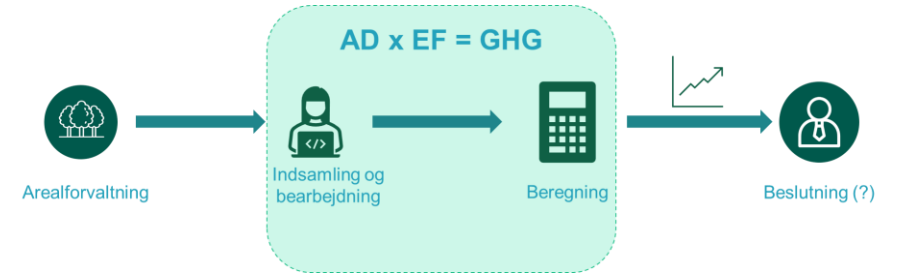 AD x EF = GHG
</>
Arealforvaltning
Indsamling og
bearbejdning
Beregning
Beslutning (?)